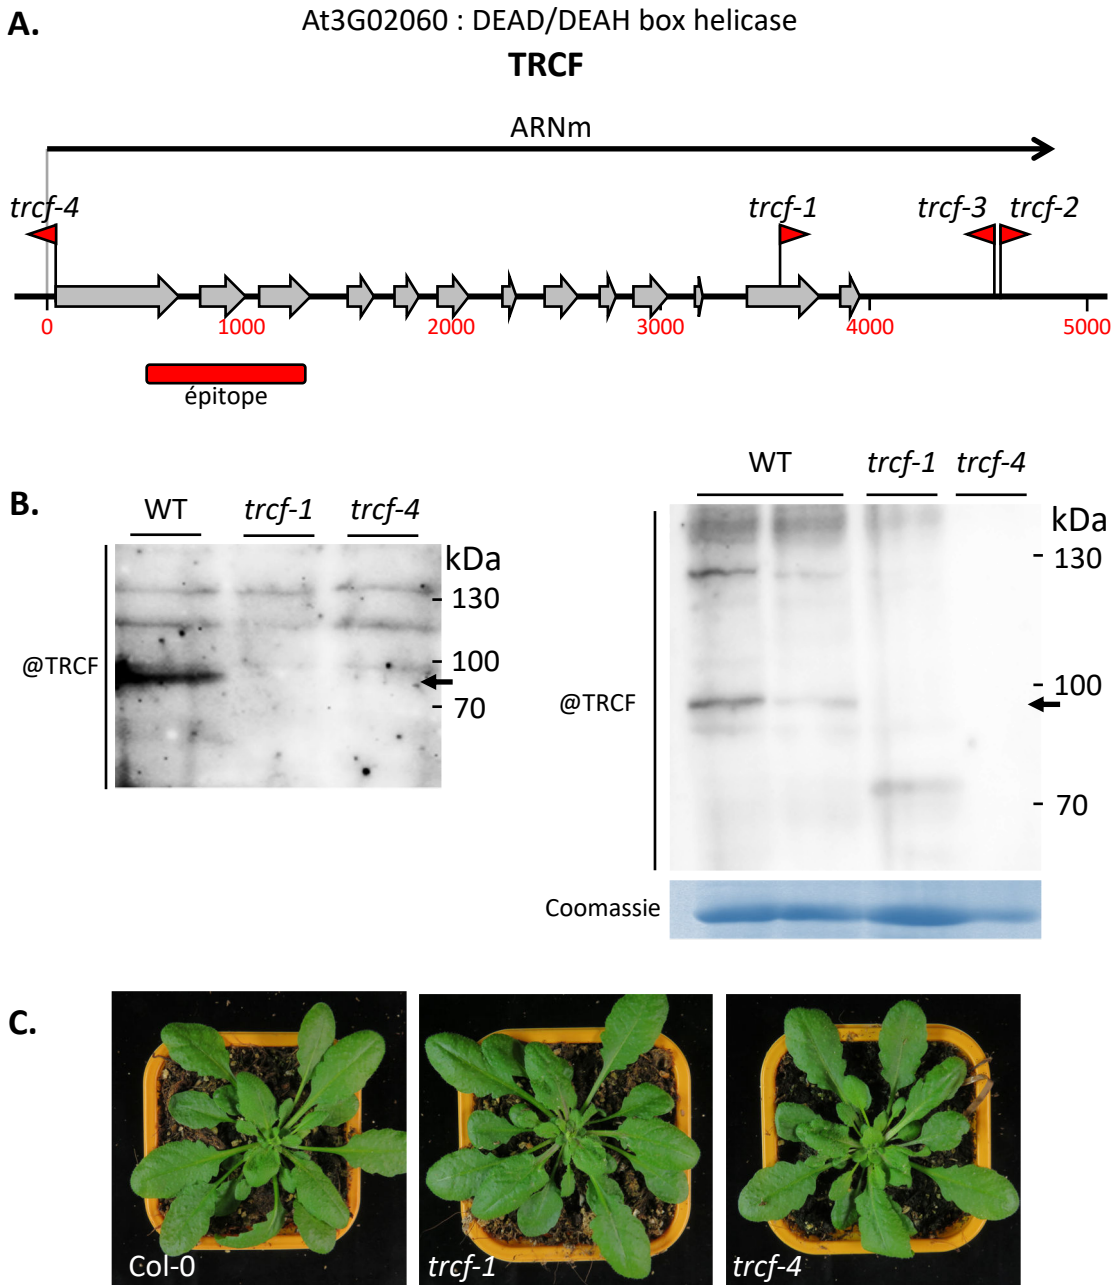 A.
At3G02060 : DEAD/DEAH box helicase
TRCF
ARNm
trcf-4 trcf-1 trcf-3 trcf-2
0 1000 2000 3000 4000 5000
épitope
B.
WT trcf-1 trcf-4
kDa
130
100
70
@TRCF
WT trcf-1 trcf-4
kDa
130
100
70
@TRCF
Coomassie
C.
Col-0 trcf-1 trcf-4